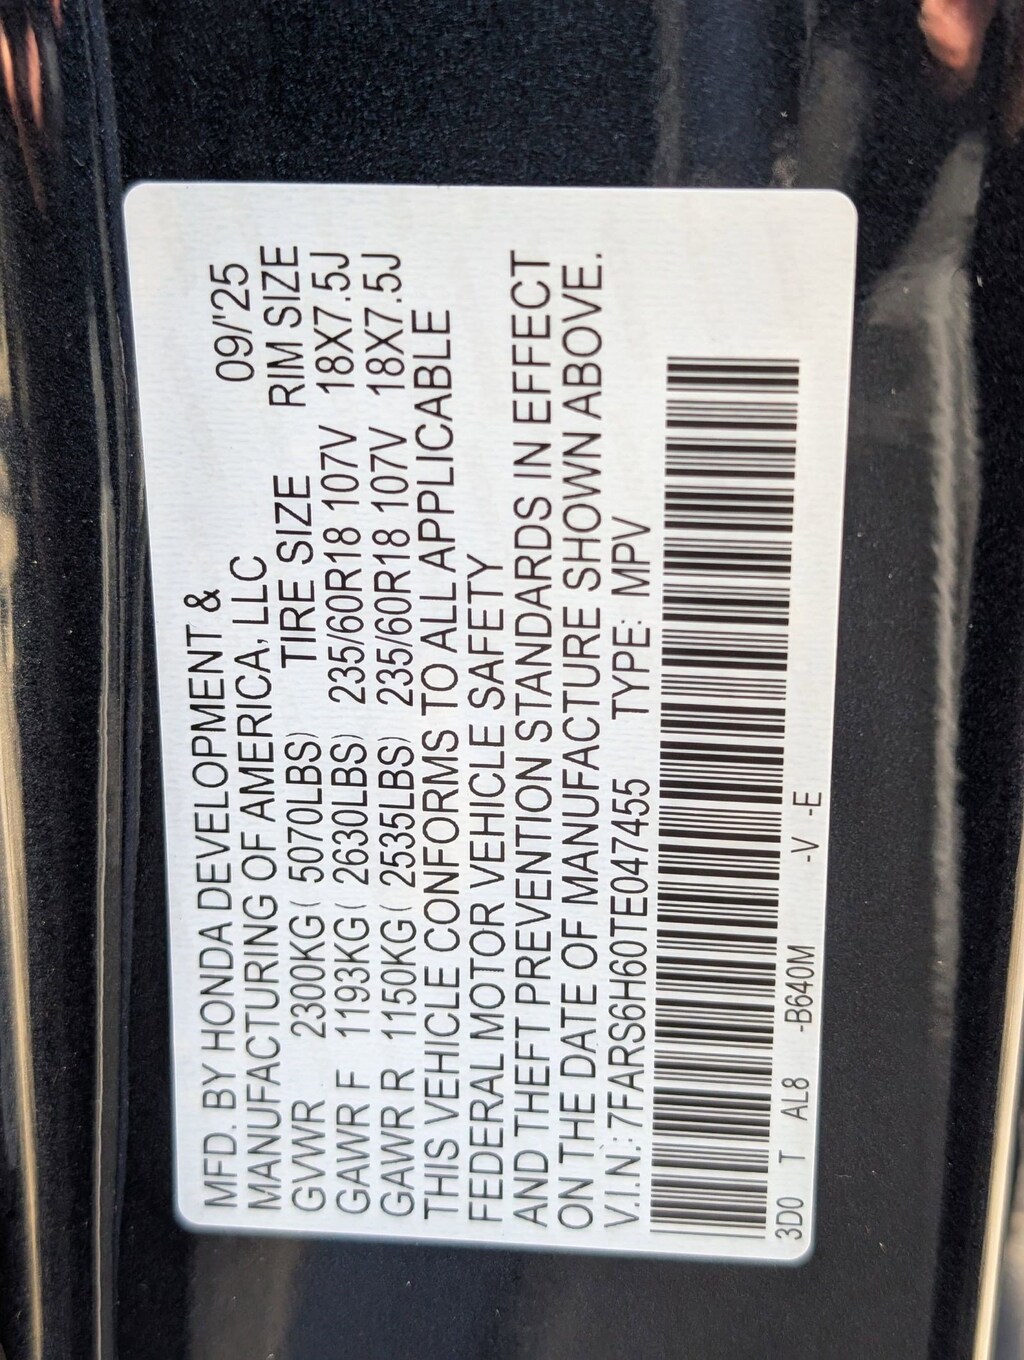 MFD. BY HONDA DEVELOPMENT &
MANUFACTURING OF AMERICA, LLC 09/'25
GVWR 2300KG( 5070LBS) TIRE SIZE RIM SIZE
GAWR F 1193KG( 2630LBS) 235/60R18 107V 18X7.5J
GAWR R 1150KG( 2535LBS) 235/60R18 107V 18X7.5J
THIS VEHICLE CONFORMS TO ALL APPLICABLE
FEDERAL MOTOR VEHICLE SAFETY
AND THEFT PREVENTION STANDARDS IN EFFECT
ON THE DATE OF MANUFACTURE SHOWN ABOVE.
V.I.N.: 7FARS6H60TE047455 TYPE: MPV
3D0 T AL8 -B640M -V -E